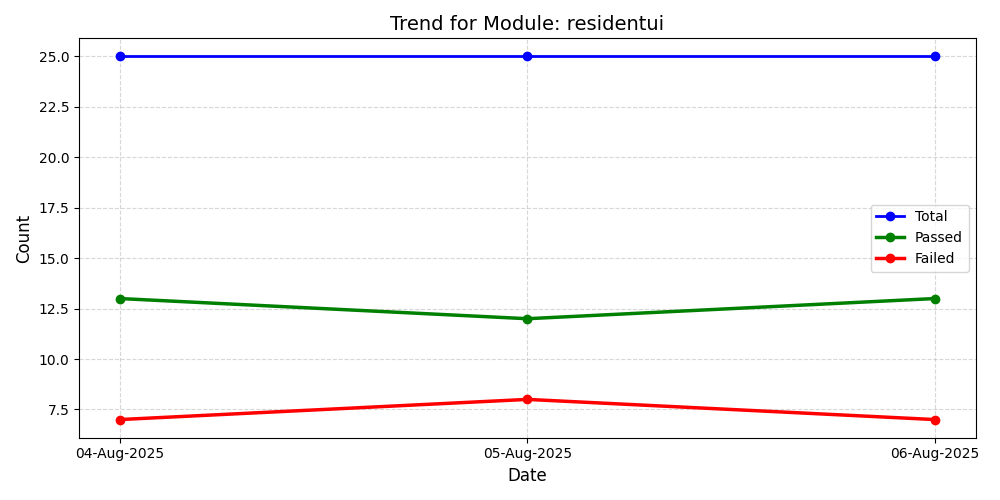 Trend for Module: residentui
25.0
22.5
20.0
17.5
15.0
12.5
10.0
7.5
Count
Total
Passed
Failed
04-Aug-2025 05-Aug-2025 06-Aug-2025
Date